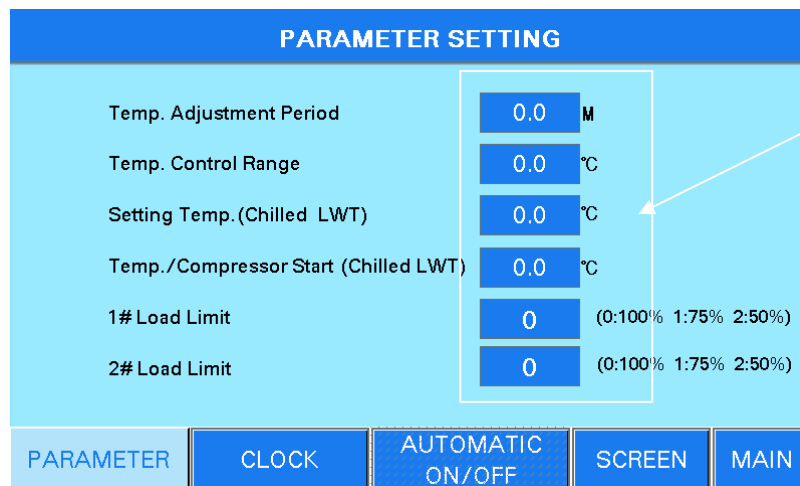 PARAMETER SETTING
Temp. Adjustment Period 0.0 M
Temp. Control Range 0.0 °C
Setting Temp.(Chilled LWT) 0.0 °C
Temp./Compressor Start (Chilled LWT) 0.0 °C
1# Load Limit 0 (0:100% 1:75% 2:50%)
2# Load Limit 0 (0:100% 1:75% 2:50%)
PARAMETER CLOCK AUTOMATIC ON/OFF SCREEN MAIN